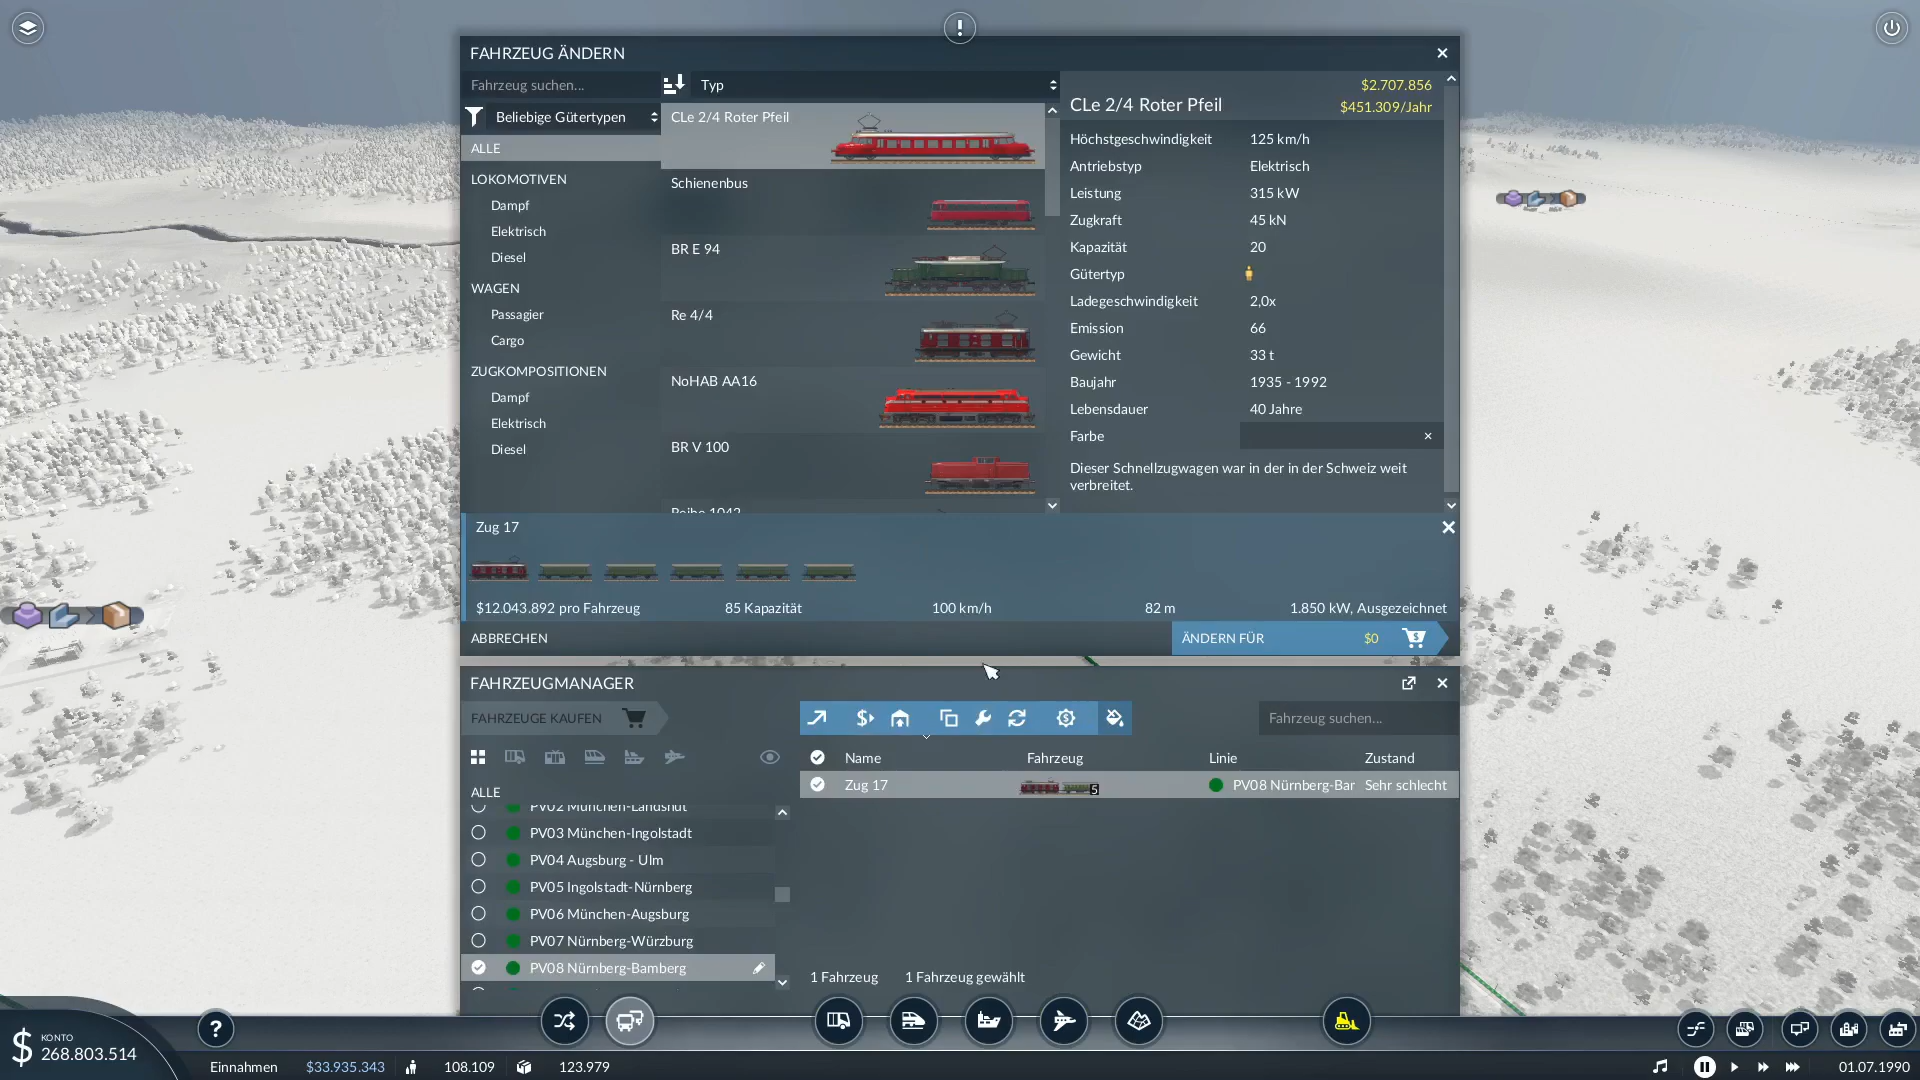 FAHRZEUG ÄNDERN
Fahrzeug suchen...
Typ
Beliebige Gütertypen
ALLE
LOKOMOTIVEN
Dampf
Elektrisch
Diesel
WAGEN
Passagier
Cargo
ZUGKOMPOSITIONEN
Dampf
Elektrisch
Diesel
CLe 2/4 Roter Pfeil
Schienenbus
BR E 94
Re 4/4
NoHAB AA16
BR V 100
Reihe 1042
$2.707.856
CLe 2/4 Roter Pfeil
$451.309/Jahr
Höchstgeschwindigkeit 125 km/h
Antriebstyp Elektrisch
Leistung 315 kW
Zugkraft 45 kN
Kapazität 20
Gütertyp
Ladegeschwindigkeit 2,0x
Emission 66
Gewicht 33 t
Baujahr 1935 - 1992
Lebensdauer 40 Jahre
Farbe
Dieser Schnellzugwagen war in der in der Schweiz weit
verbreitet.
Zug 17
$12.043.892 pro Fahrzeug 85 Kapazität 100 km/h 82 m 1.850 kW, Ausgezeichnet
ABBRECHEN
ÄNDERN FÜR $0
FAHRZEUGMANAGER
FAHRZEUGE KAUFEN
Fahrzeug suchen...
ALLE
PV02 München-Landshut
PV03 München-Ingolstadt
PV04 Augsburg - Ulm
PV05 Ingolstadt-Nürnberg
PV06 München-Augsburg
PV07 Nürnberg-Würzburg
PV08 Nürnberg-Bamberg
Name Fahrzeug Linie Zustand
Zug 17 5 PV08 Nürnberg-Bar Sehr schlecht
1 Fahrzeug 1 Fahrzeug gewählt
KONTO
$ 268.803.514
?
Einnahmen $33.935.343 108.109 123.979
01.07.1990